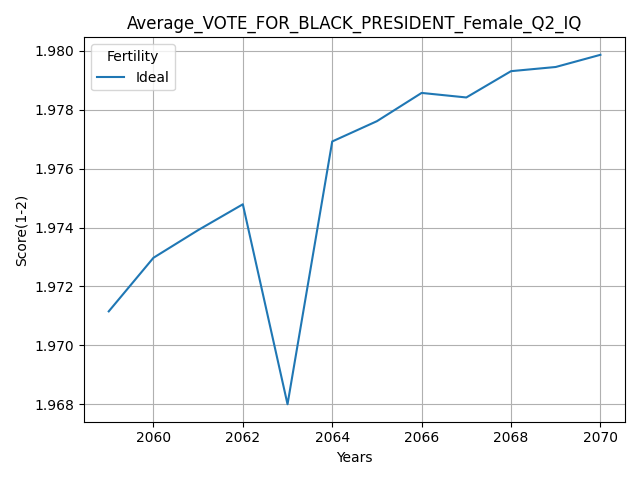 Average_VOTE_FOR_BLACK_PRESIDENT_Female_Q2_IQ
Fertility
Ideal
1.980
1.978
1.976
1.974
1.972
1.970
1.968
Score(1-2)
2060 2062 2064 2066 2068 2070
Years